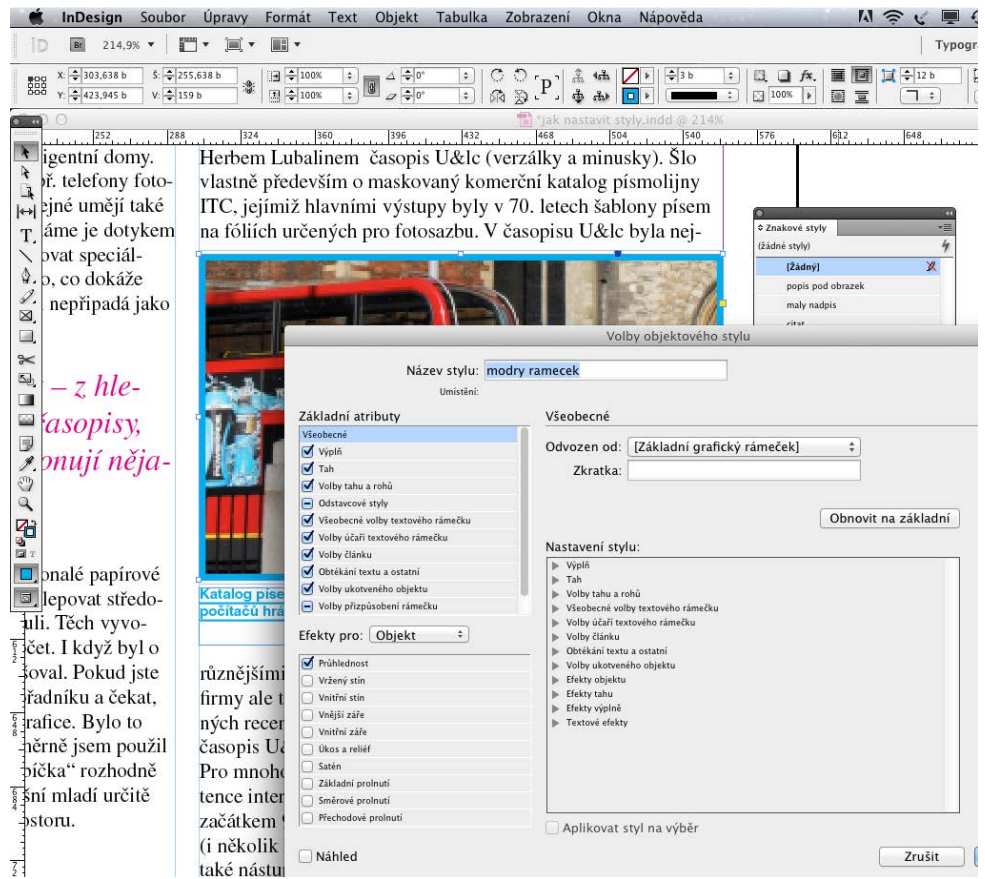 InDesign Soubor Úpravy Formát Text Objekt Tabulka Zobrazení Okna Nápověda
Br 214,9% Typogr
X: 303,638 b Š: 255,638 b 100% 0° 3 b 12 b
Y: 423,945 b V: 159 b 100% 0° 100%
*jak nastavit styly.indd @ 214%
252 288 324 360 396 432 468 504 540 576 612 648
igentní domy.
ř. telefony foto-
ejné umějí také
áme je dotykem
ovat speciál-
o, co dokáže
nepřipadá jako
– z hle-
časopisy,
onují něja-
onalé papírové
lepovat středo-
uli. Těch vyvo-
čet. I když byl o
šoval. Pokud jste
řadníku a čekat,
rafice. Bylo to
měrně jsem použil
píčka“ rozhodně
šní mladí určitě
ostoru.
Herbem Lubalinem časopis U&lc (verzálky a minusky). Šlo
vlastně především o maskovaný komerční katalog písmolijny
ITC, jejímiž hlavními výstupy byly v 70. letech šablony písem
na fóliích určených pro fotosazbu. V časopisu U&lc byla nej-
Katalog píse
počítačů hrá
různějšími
firmy ale t
ných recen
časopis U&
Pro mnoho
tence inter
začátkem
(i několik
také nástu
Znakové styly
(žádné styly)
[Žádný]
popis pod obrazek
maly nadpis
citat
Volby objektového stylu
Název stylu: modry ramecek
Umístění:
Základní atributy
Všeobecné
Výplň
Tah
Volby tahu a rohů
Odstavcové styly
Všeobecné volby textového rámečku
Volby účaří textového rámečku
Volby článku
Obtékání textu a ostatní
Volby ukotveného objektu
Volby přizpůsobení rámečku
Efekty pro: Objekt
Průhlednost
Vržený stín
Vnitřní stín
Vnější záře
Vnitřní záře
Úkos a reliéf
Satén
Základní prolnutí
Směrové prolnutí
Přechodové prolnutí
Náhled
Všeobecné
Odvozen od: [Základní grafický rámeček]
Zkratka:
Obnovit na základní
Nastavení stylu:
Výplň
Tah
Volby tahu a rohů
Všeobecné volby textového rámečku
Volby účaří textového rámečku
Volby článku
Obtékání textu a ostatní
Volby ukotveného objektu
Efekty objektu
Efekty tahu
Efekty výplně
Textové efekty
Aplikovat styl na výběr
Zrušit